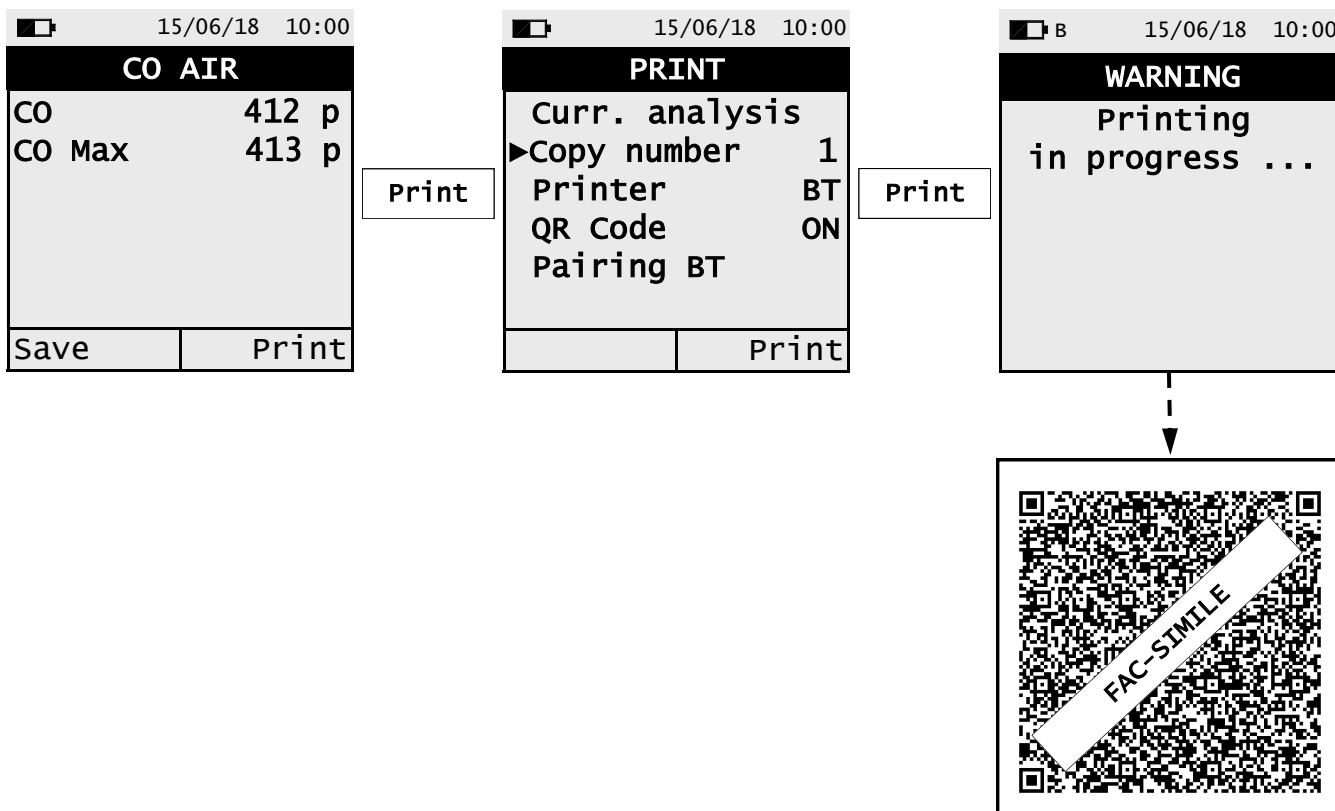 15/06/18 10:00
CO AIR
CO 412 p
CO Max 413 p
Save Print
Print
15/06/18 10:00
PRINT
Curr. analysis
►Copy number 1
Printer BT
QR Code ON
Pairing BT
Print
Print
B 15/06/18 10:00
WARNING
Printing
in progress ...
FAC-SIMILE